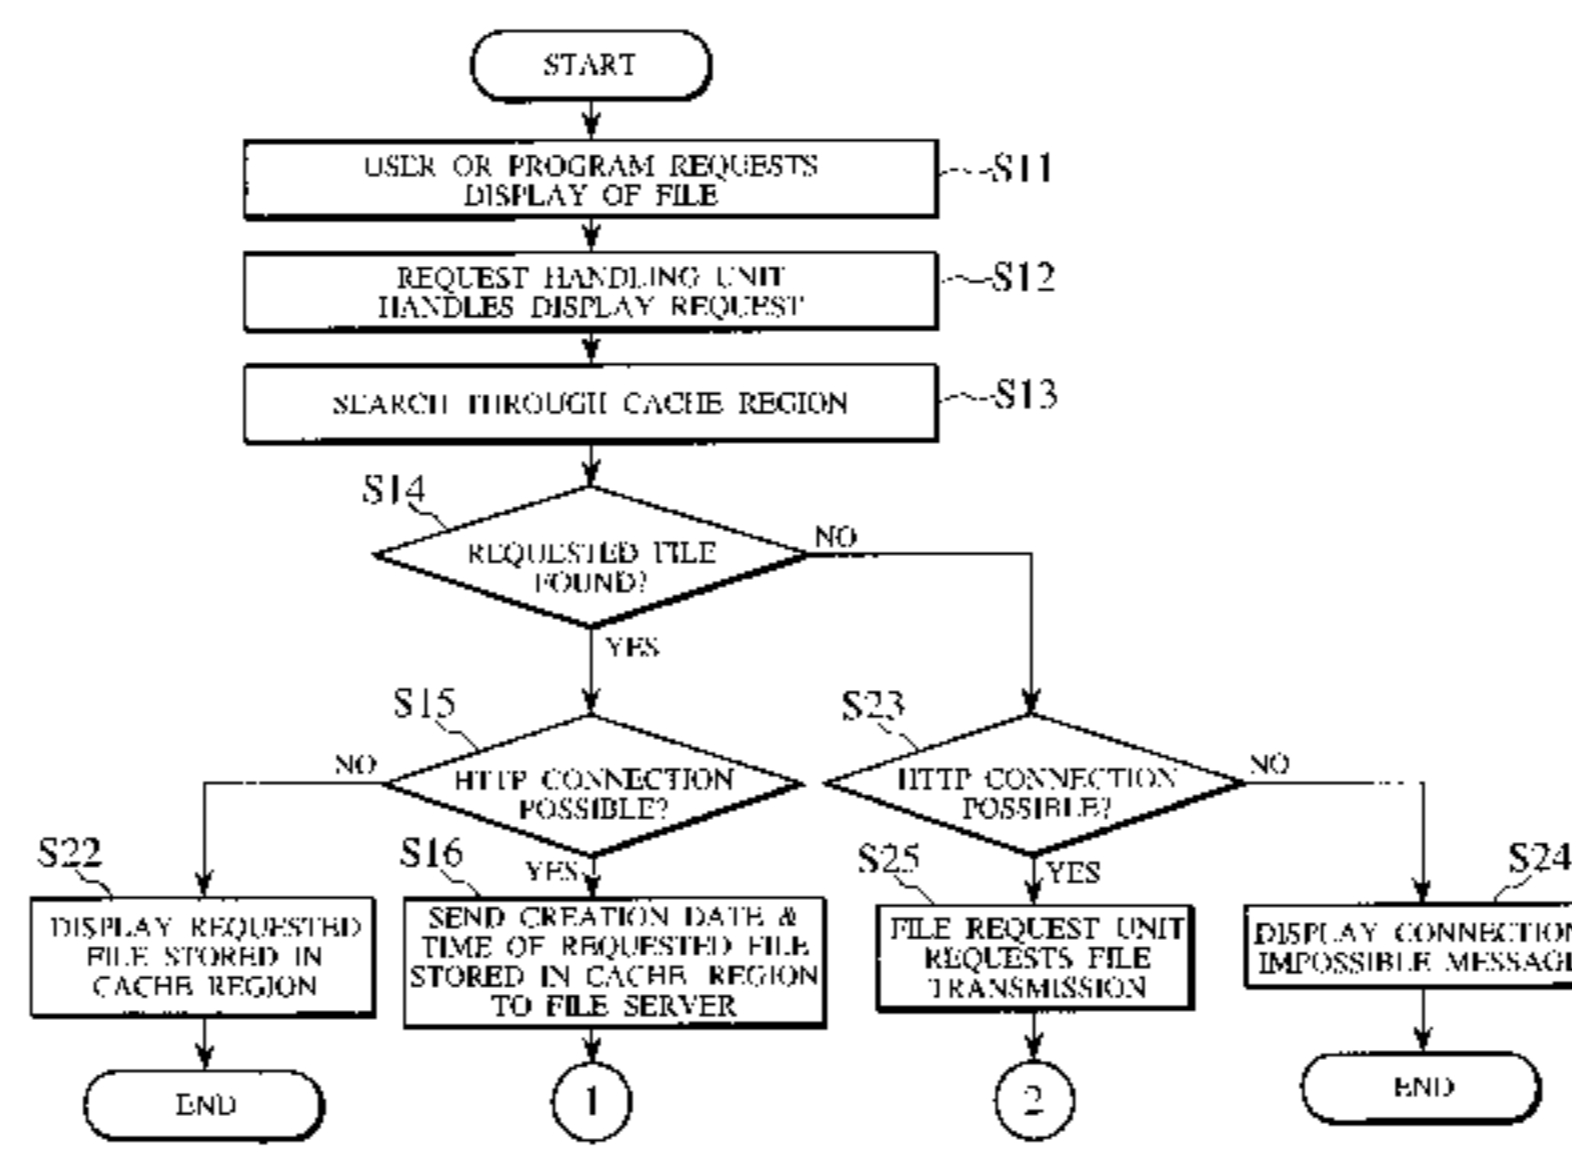 START
USER OR PROGRAM REQUESTS
DISPLAY OF FILE
S11
REQUEST HANDLING UNIT
HANDLES DISPLAY REQUEST
S12
SEARCH THROUGH CACHE REGION
S13
S14
REQUESTED FILE
FOUND?
NO
YES
S15
HTTP CONNECTION
POSSIBLE?
NO
YES
S23
HTTP CONNECTION
POSSIBLE?
NO
YES
S22
DISPLAY REQUESTED
FILE STORED IN
CACHE REGION
S16
SEND CREATION DATE &
TIME OF REQUESTED FILE
STORED IN CACHE REGION
TO FILE SERVER
S25
FILE REQUEST UNIT
REQUESTS FILE
TRANSMISSION
S24
DISPLAY CONNECTION
IMPOSSIBLE MESSAGE
END
1
2
END